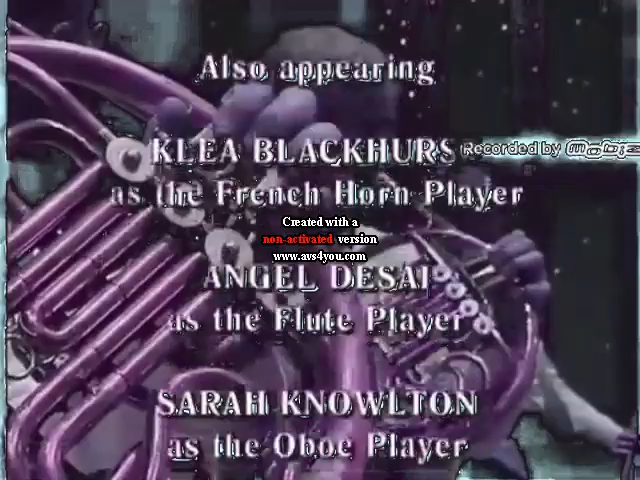 Also appearing
KLEA BLACKHURS
Recorded by
as the French Horn Player
Created with a
non-activated version
www.avs4you.com
ANGEL DESAI
as the Flute Player
SARAH KNOWLTON
as the Oboe Player